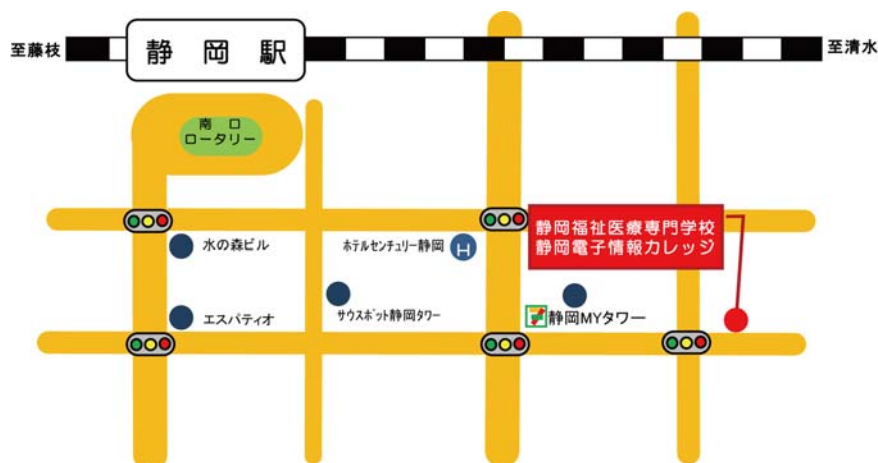 至藤枝
静岡駅
至清水
南口
ロータリー
静岡福祉医療専門学校
静岡電子情報カレッジ
水の森ビル
ホテルセンチュリー静岡
H
エスパティオ
サウスポット静岡タワー
静岡MYタワー